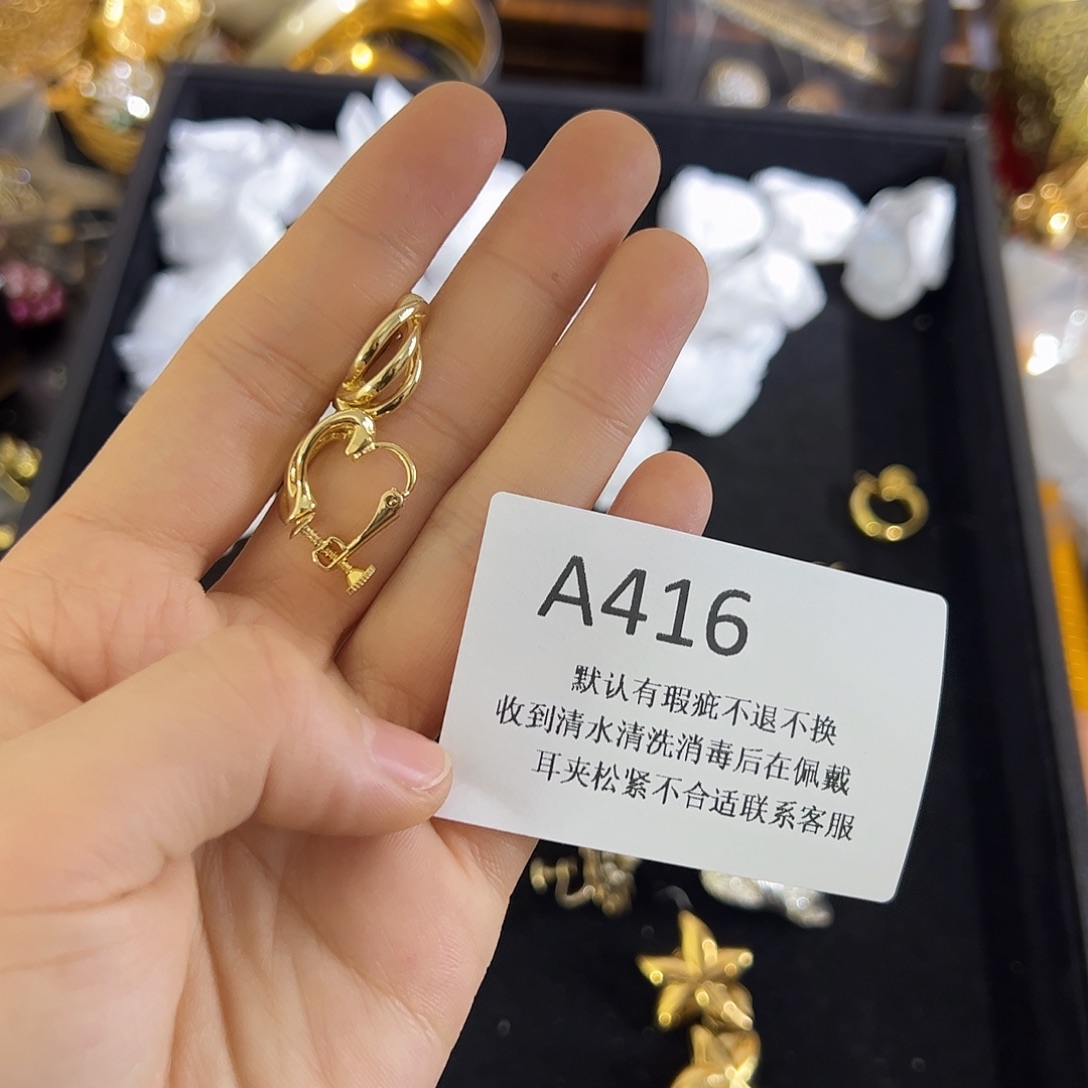 A416
默认有瑕疵不退不换
收到清水清洗消毒后在佩戴
耳夹松紧不合适联系客服